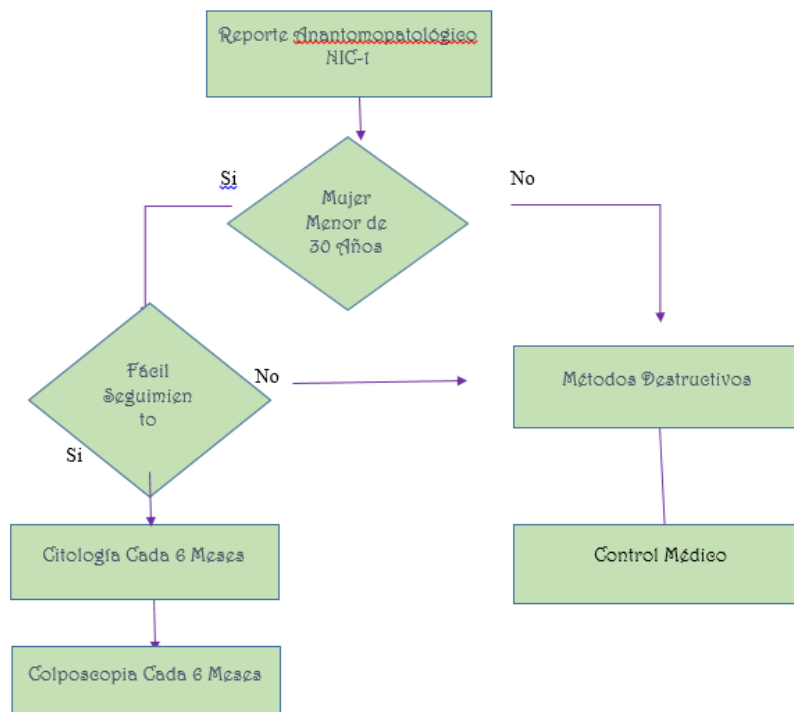 Reporte Anantomopatológico
NIC-1
Si
No
Mujer
Menor de
30 Años
Fácil
Seguimien
to
No
Si
Métodos Destructivos
Citología Cada 6 Meses
Control Médico
Colposcopia Cada 6 Meses